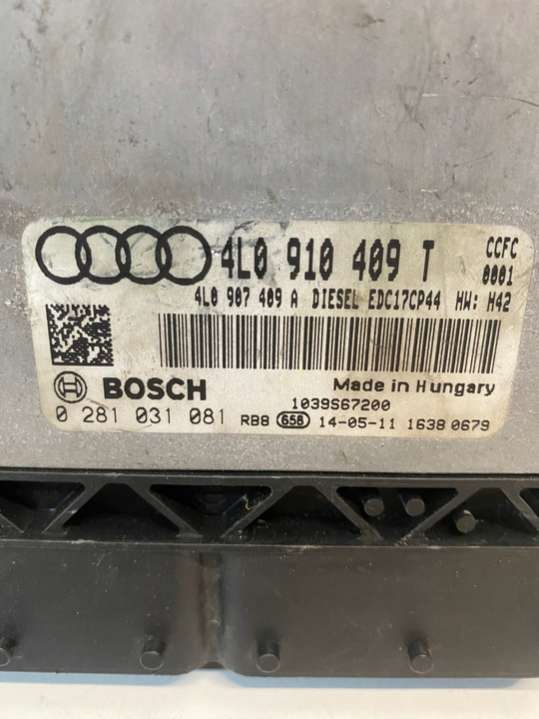 4L0 910 409 T CCFC
0001
4L0 907 409 A DIESEL EDC17CP44 HW: H42
BOSCH Made in Hungary
1039S67200
0 281 031 081 RB8 656 14-05-11 1638 0679